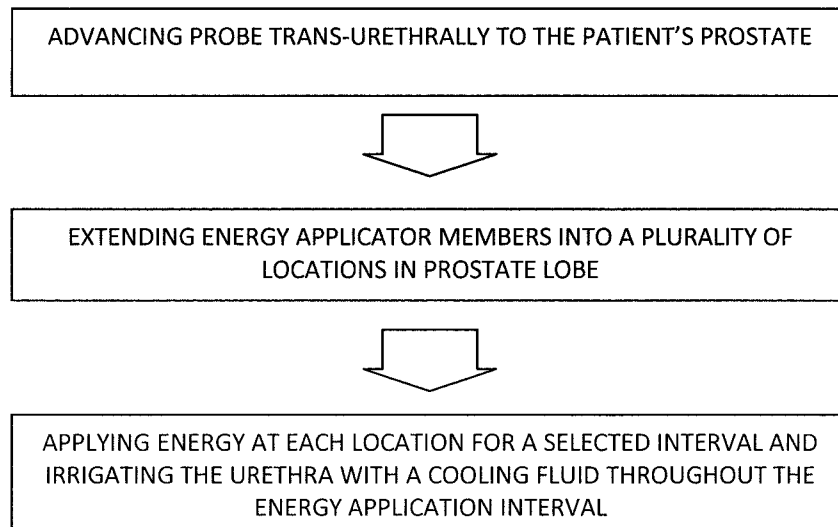 ADVANCING PROBE TRANS-URETHRALLY TO THE PATIENT'S PROSTATE
EXTENDING ENERGY APPLICATOR MEMBERS INTO A PLURALITY OF
LOCATIONS IN PROSTATE LOBE
APPLYING ENERGY AT EACH LOCATION FOR A SELECTED INTERVAL AND
IRRIGATING THE URETHRA WITH A COOLING FLUID THROUGHOUT THE
ENERGY APPLICATION INTERVAL